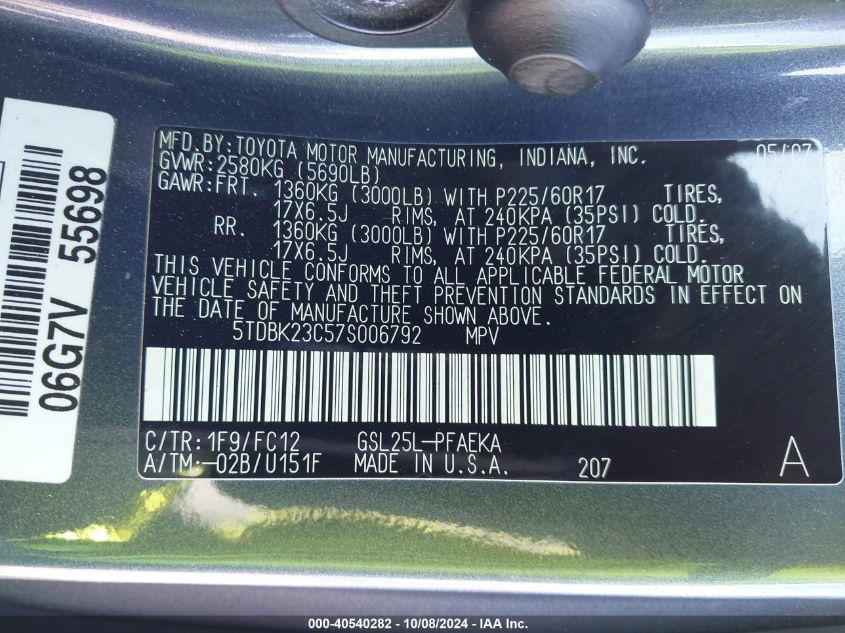 MFD.BY:TOYOTA MOTOR MANUFACTURING, INDIANA, INC. 05/07
GVWR:2580KG (5690LB)
GAWR:FRT. 1360KG (3000LB) WITH P225/60R17 TIRES,
17X6.5J RIMS, AT 240KPA (35PSI) COLD.
RR. 1360KG (3000LB) WITH P225/60R17 TIRES,
17X6.5J RIMS, AT 240KPA (35PSI) COLD.
THIS VEHICLE CONFORMS TO ALL APPLICABLE FEDERAL MOTOR
VEHICLE SAFETY AND THEFT PREVENTION STANDARDS IN EFFECT ON
THE DATE OF MANUFACTURE SHOWN ABOVE.
5TDBK23C57S006792 MPV
C/TR:1F9/FC12 GSL25L-PFAEKA
A/TM:-02B/U151F MADE IN U.S.A. 207 A
06G7V 55698
000-40540282 - 10/08/2024 - IAA Inc.